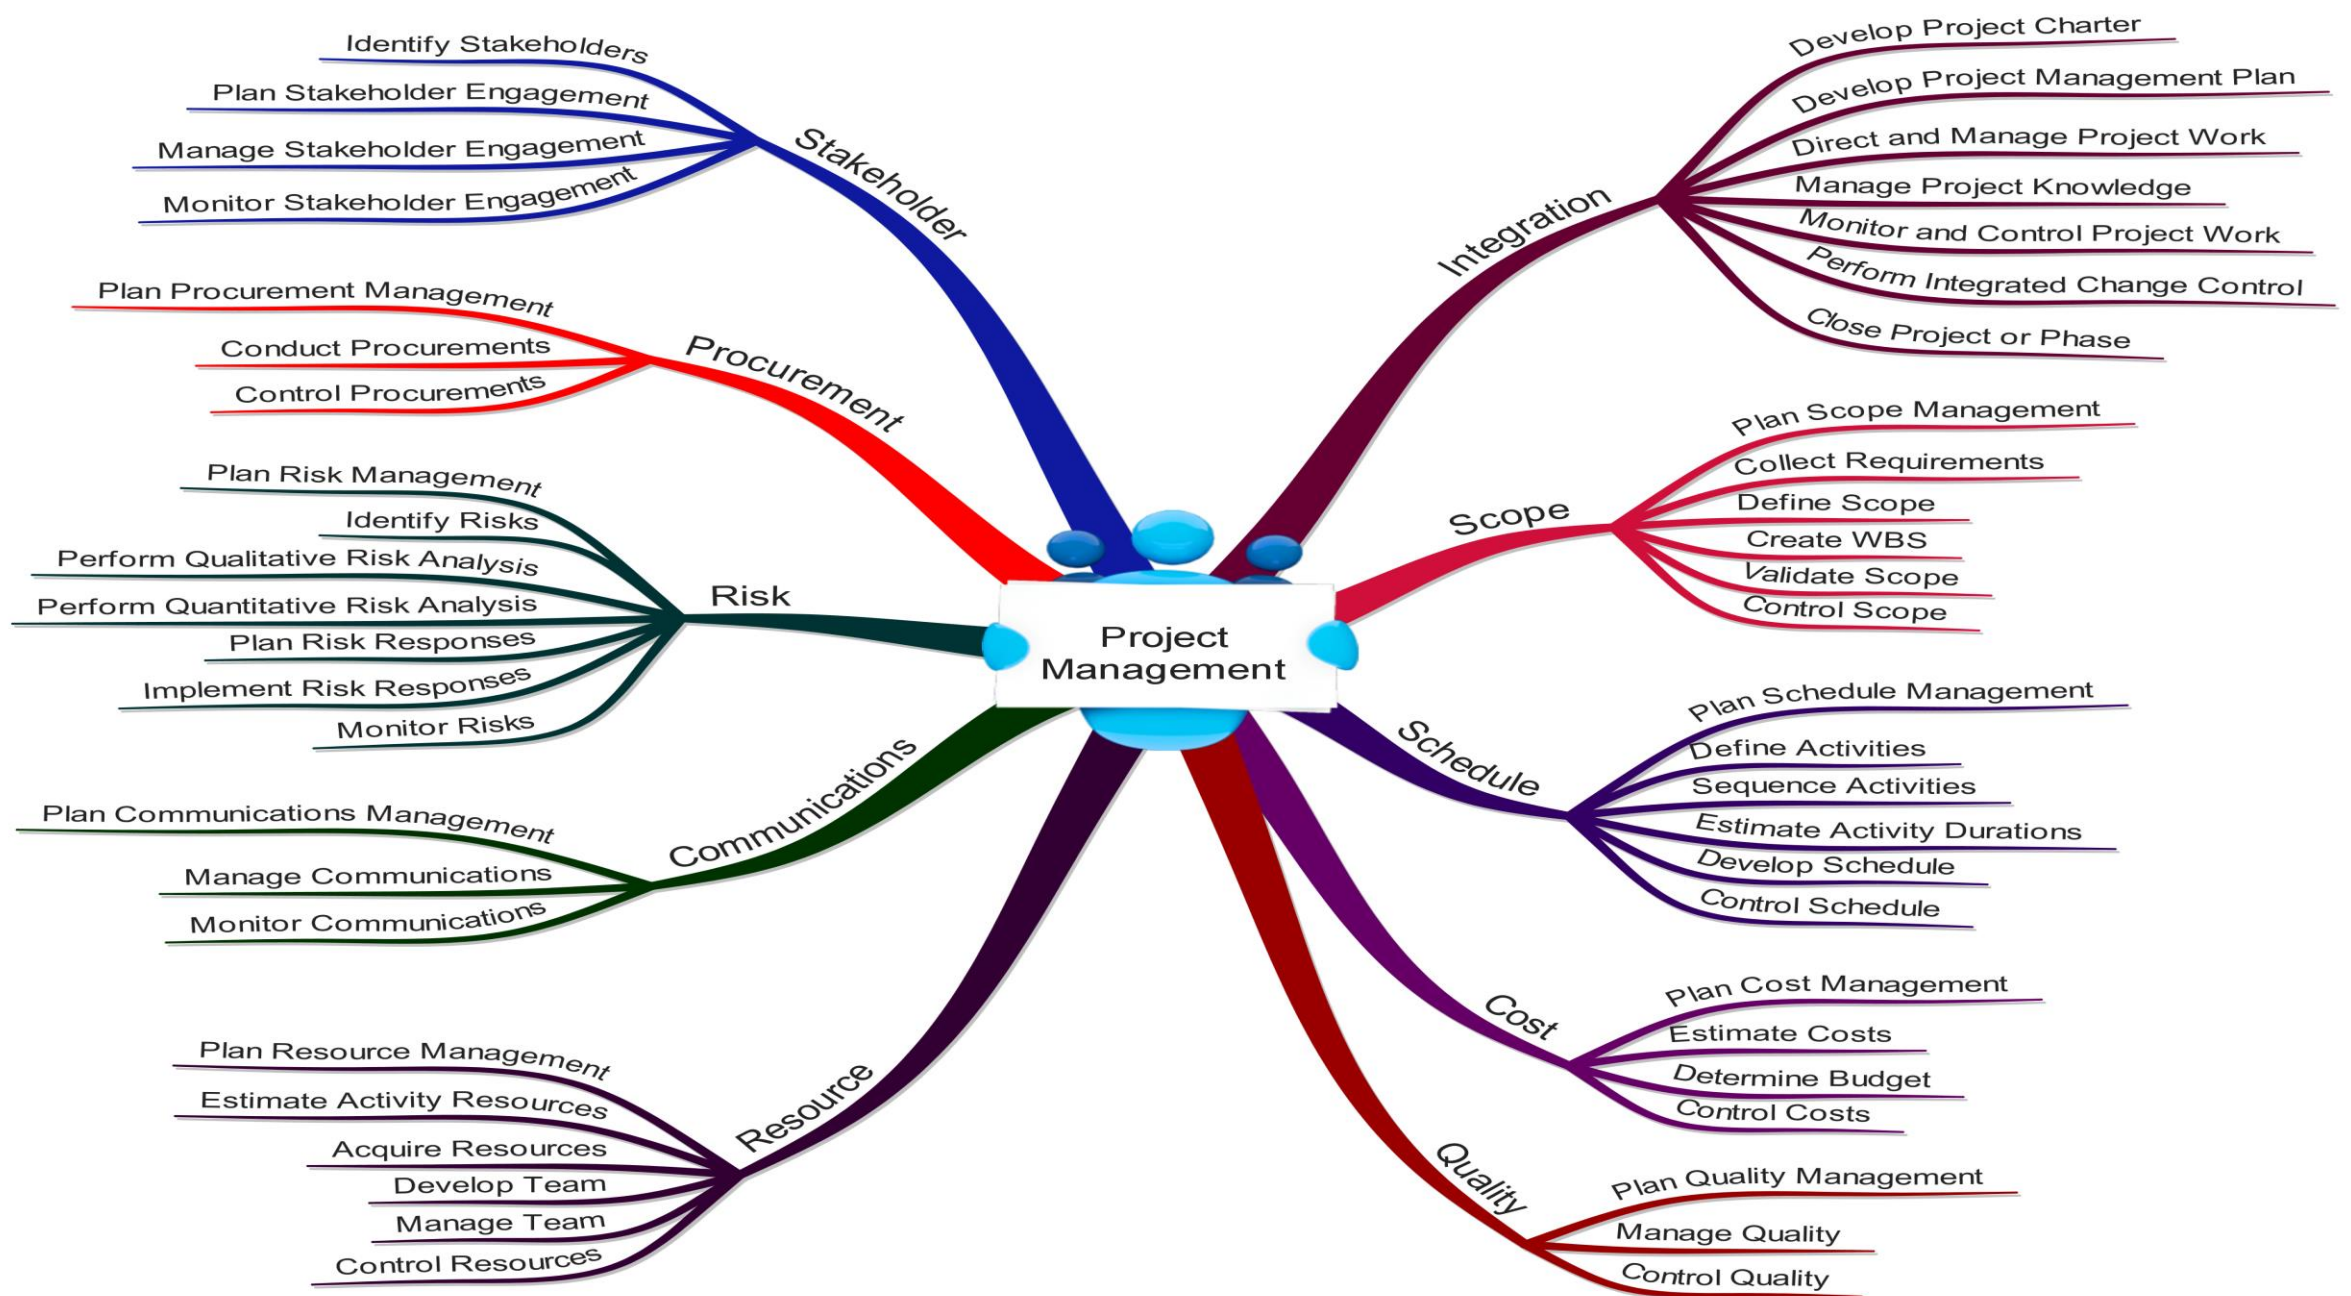 Project
Management
Integration
Develop Project Charter
Develop Project Management Plan
Direct and Manage Project Work
Manage Project Knowledge
Monitor and Control Project Work
Perform Integrated Change Control
Close Project or Phase
Scope
Plan Scope Management
Collect Requirements
Define Scope
Create WBS
Validate Scope
Control Scope
Schedule
Plan Schedule Management
Define Activities
Sequence Activities
Estimate Activity Durations
Develop Schedule
Control Schedule
Cost
Plan Cost Management
Estimate Costs
Determine Budget
Control Costs
Quality
Plan Quality Management
Manage Quality
Control Quality
Resource
Plan Resource Management
Estimate Activity Resources
Acquire Resources
Develop Team
Manage Team
Control Resources
Communications
Plan Communications Management
Manage Communications
Monitor Communications
Risk
Plan Risk Management
Identify Risks
Perform Qualitative Risk Analysis
Perform Quantitative Risk Analysis
Plan Risk Responses
Implement Risk Responses
Monitor Risks
Procurement
Plan Procurement Management
Conduct Procurements
Control Procurements
Stakeholder
Identify Stakeholders
Plan Stakeholder Engagement
Manage Stakeholder Engagement
Monitor Stakeholder Engagement